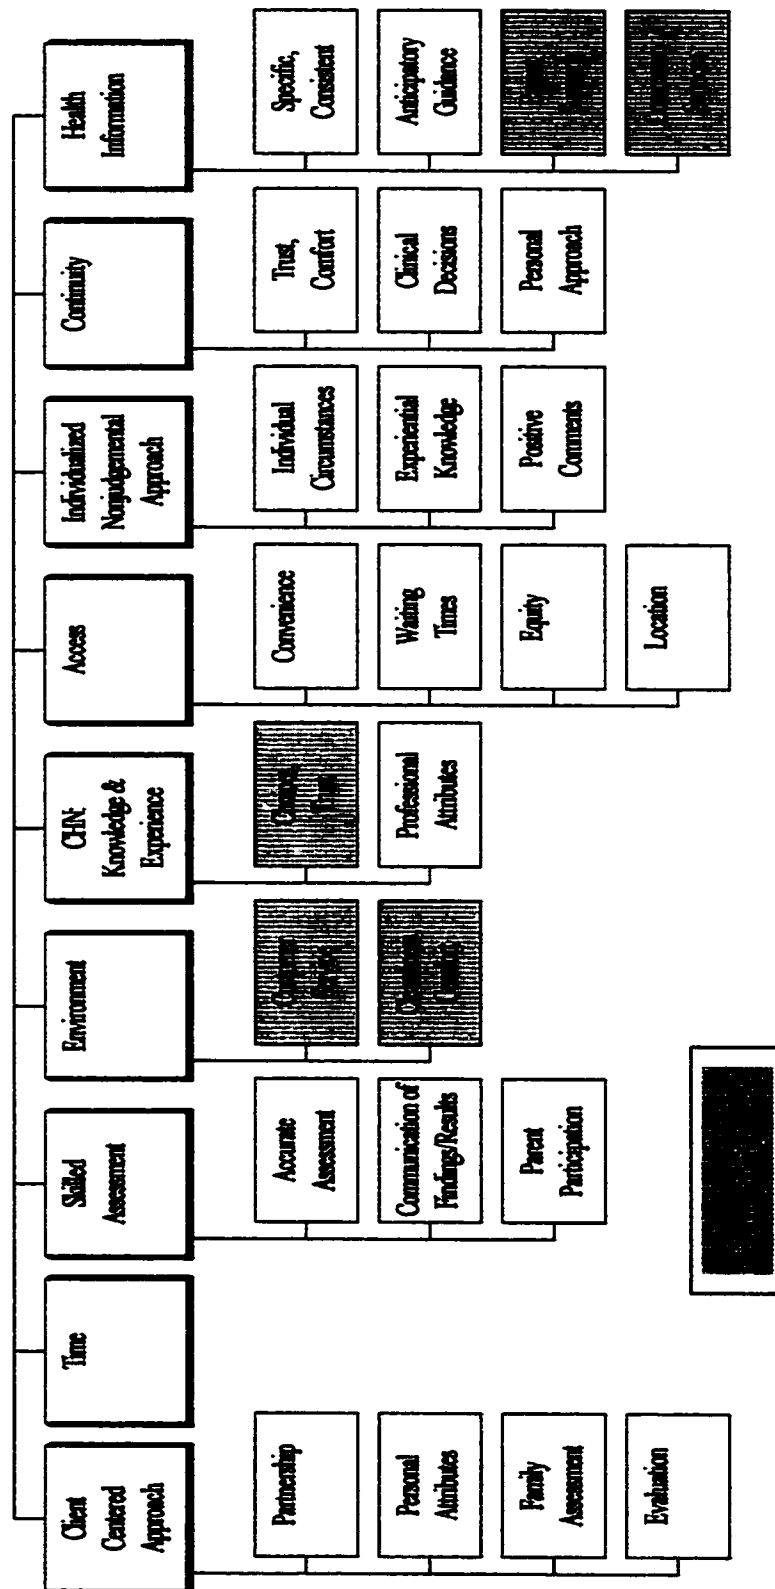 Client
Centered
Approach
Partnership
Personal
Attributes
Family
Assessment
Evaluation
Time
Skilled
Assessment
Accurate
Assessment
Communication of
Findings/Results
Parent
Participation
Environment
CHN:
Knowledge &
Experience
Professional
Attributes
Access
Convenience
Waiting
Times
Equity
Location
Individualized
Nonjudgemental
Approach
Individual
Circumstances
Experiential
Knowledge
Positive
Comments
Continuity
Trust,
Comfort
Clinical
Decisions
Personal
Approach
Health
Information
Specific,
Consistent
Anticipatory
Guidance